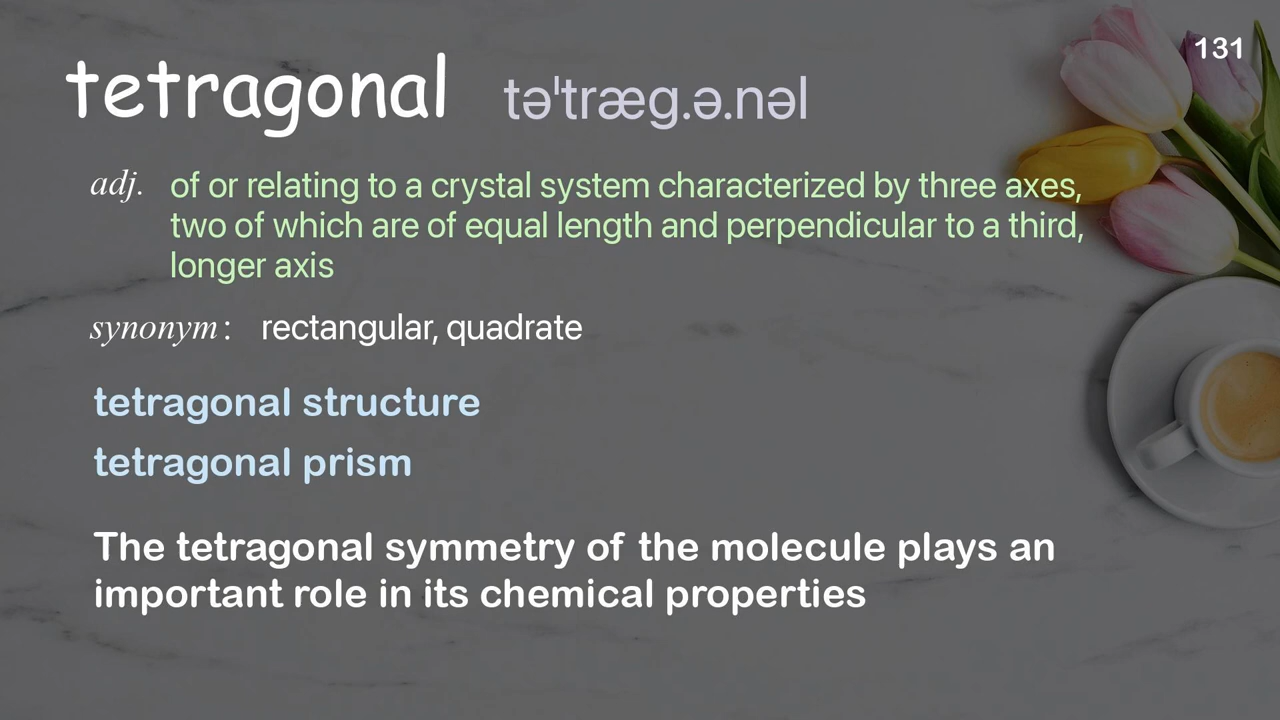 131
tetragonal təˈtræg.ə.nəl
adj. of or relating to a crystal system characterized by three axes,
two of which are of equal length and perpendicular to a third,
longer axis
synonym: rectangular, quadrate
tetragonal structure
tetragonal prism
The tetragonal symmetry of the molecule plays an
important role in its chemical properties